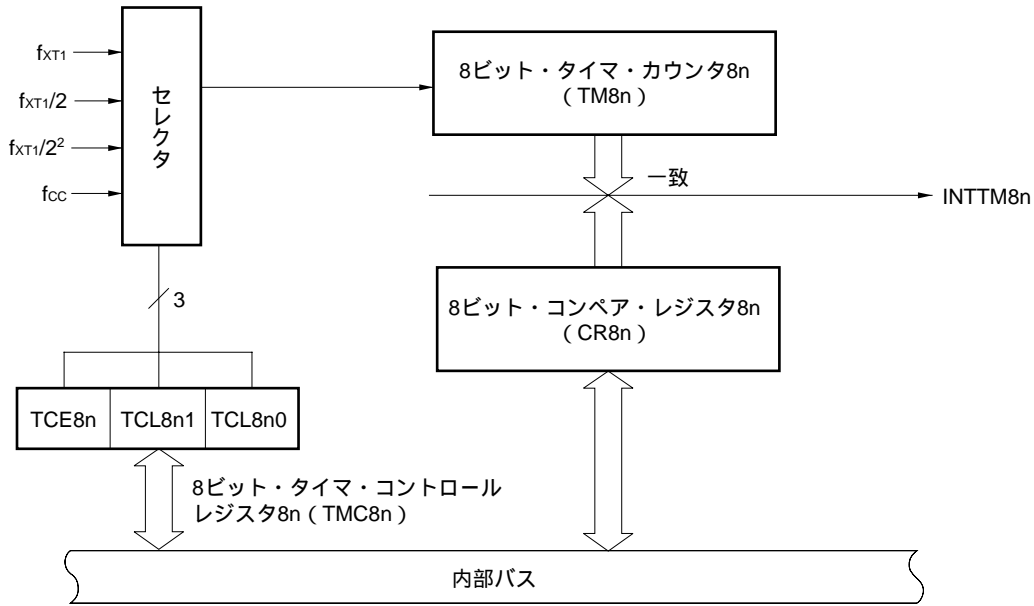 fXT1
fXT1/2
fXT1/2²
fCC
セレクタ
8ビット・タイマ・カウンタ8n
(TM8n)
一致
INTTM8n
3
8ビット・コンペア・レジスタ8n
(CR8n)
TCE8n
TCL8n1
TCL8n0
8ビット・タイマ・コントロール
レジスタ8n(TMC8n)
内部バス